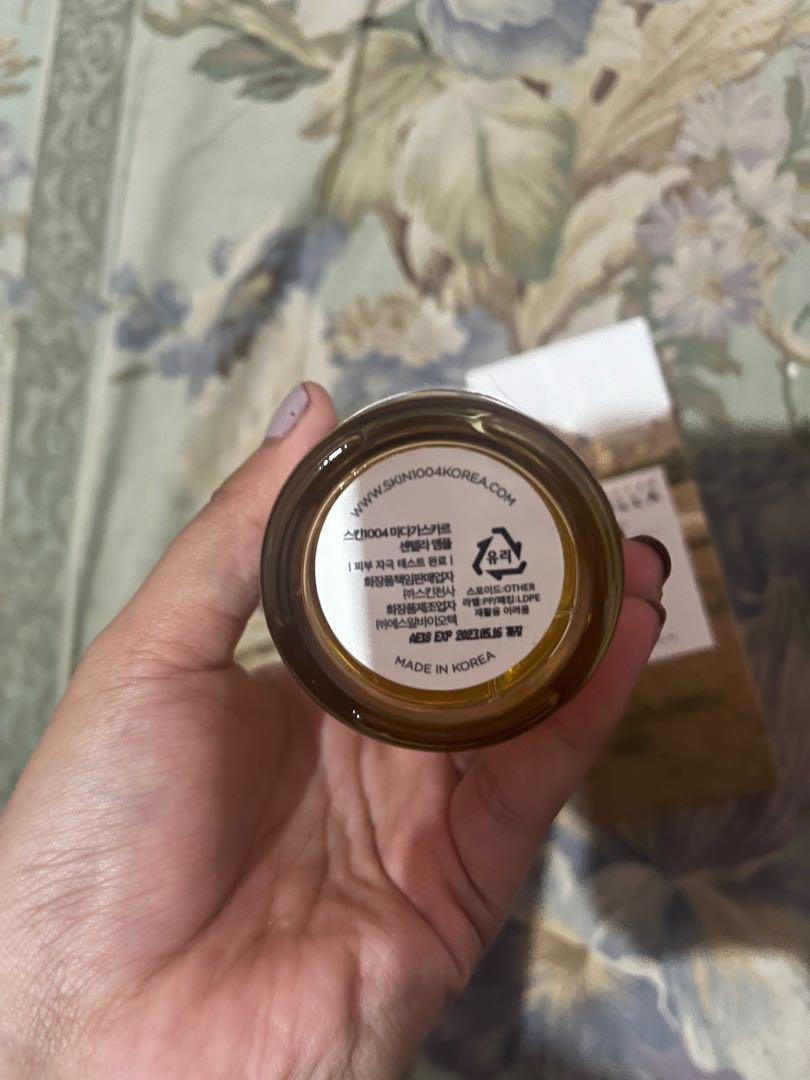 WWW.SKIN1004KOREA.COM
스킨1004 마다가스카르
센텔라 앰플
| 피부 자극 테스트 완료 |
화장품책임판매업자
㈜스킨천사
화장품제조업자
㈜에스알바이오텍
유리
스포이드:OTHER
라벨:PP/패킹:LDPE
재활용 어려움
AE18 EXP 2023.05.16 까지
MADE IN KOREA